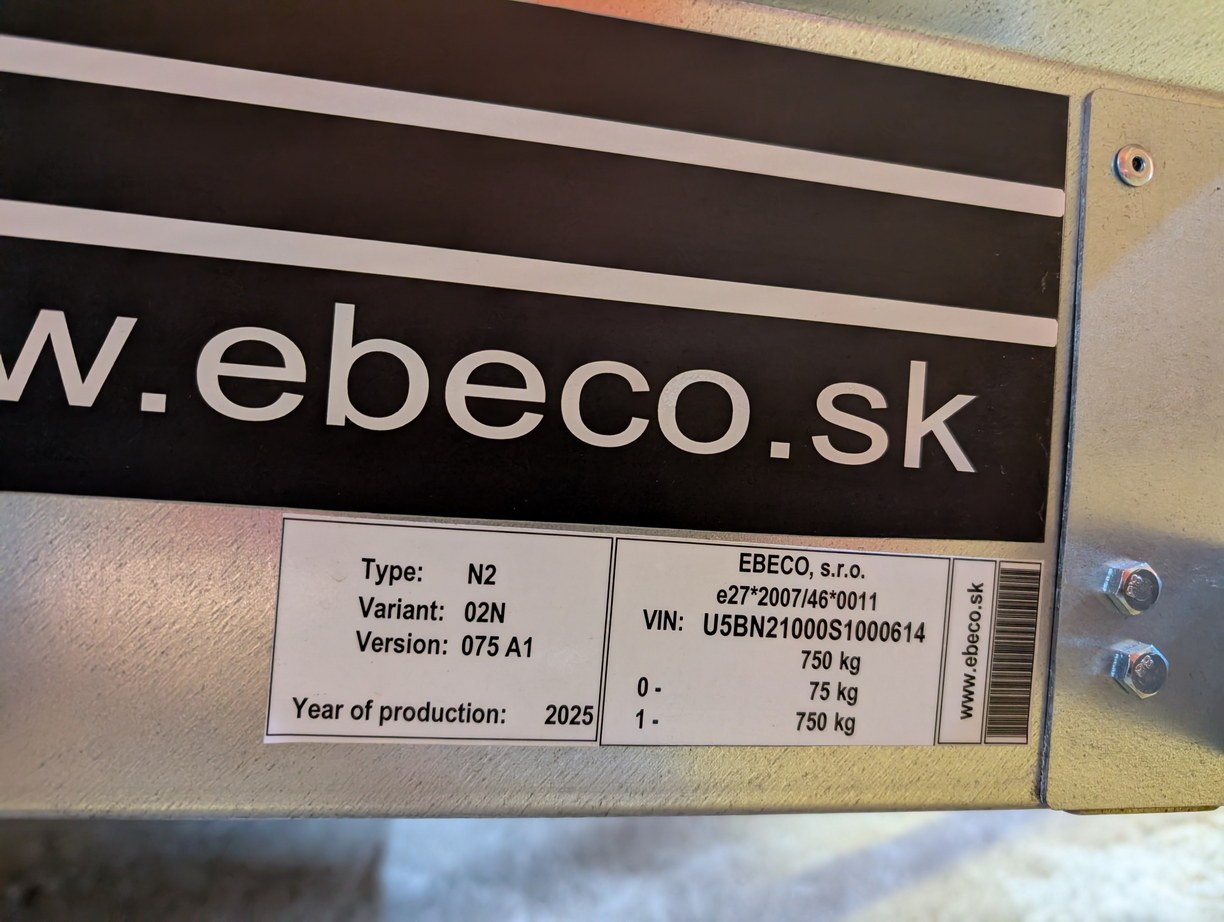 w.ebeco.sk
Type: N2
Variant: 02N
Version: 075 A1
Year of production: 2025
EBECO, s.r.o.
e27*2007/46*0011
VIN: U5BN21000S1000614
750 kg
0 - 75 kg
1 - 750 kg
www.ebeco.sk